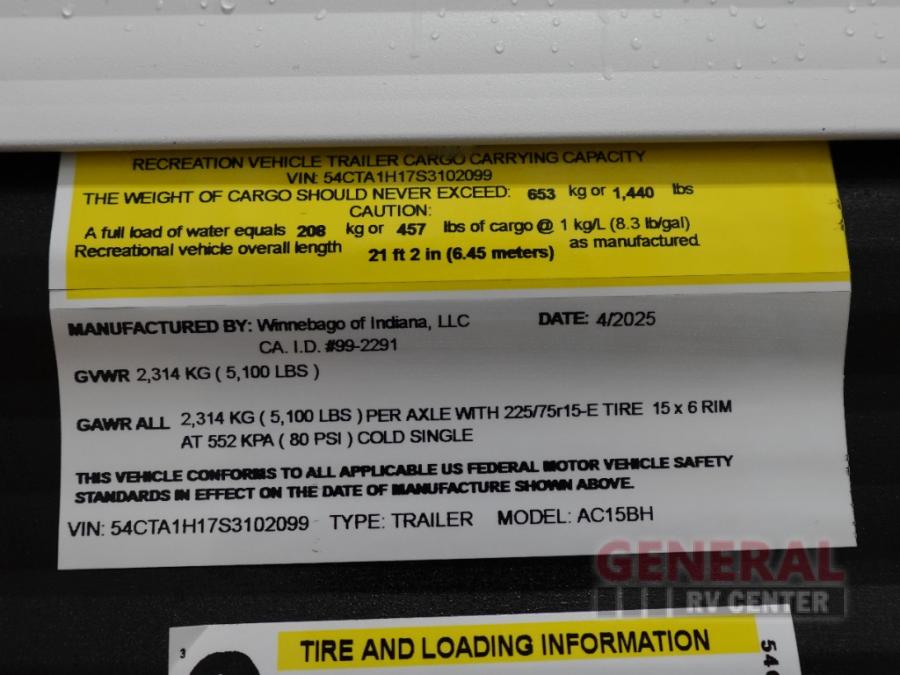 RECREATION VEHICLE TRAILER CARGO CARRYING CAPACITY
VIN: 54CTA1H17S3102099
THE WEIGHT OF CARGO SHOULD NEVER EXCEED: 653 kg or 1,440 lbs
CAUTION:
A full load of water equals 208 kg or 457 lbs of cargo @ 1 kg/L (8.3 lb/gal)
Recreational vehicle overall length 21 ft 2 in (6.45 meters) as manufactured
MANUFACTURED BY: Winnebago of Indiana, LLC DATE: 4/2025
CA. I.D. #99-2291
GVWR 2,314 KG ( 5,100 LBS )
GAWR ALL 2,314 KG ( 5,100 LBS ) PER AXLE WITH 225/75r15-E TIRE 15 x 6 RIM
AT 552 KPA ( 80 PSI ) COLD SINGLE
THIS VEHICLE CONFORMS TO ALL APPLICABLE US FEDERAL MOTOR VEHICLE SAFETY
STANDARDS IN EFFECT ON THE DATE OF MANUFACTURE SHOWN ABOVE.
VIN: 54CTA1H17S3102099 TYPE: TRAILER MODEL: AC15BH
GENERAL
RV CENTER
3
TIRE AND LOADING INFORMATION